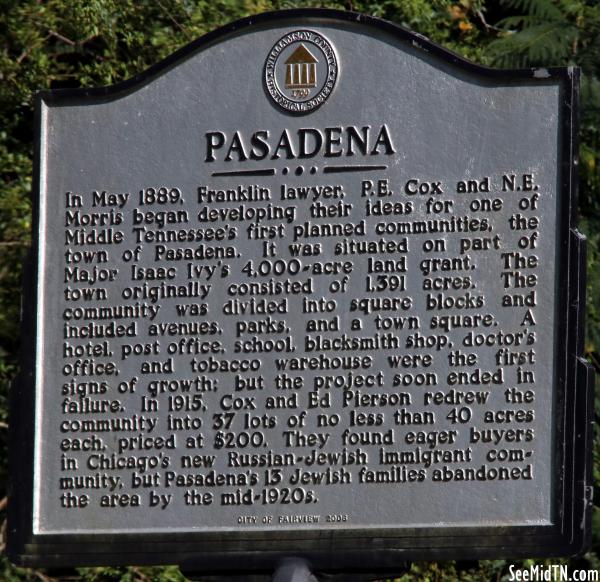 WILLIAMSON COUNTY
1799
HISTORICAL SOCIETY
PASADENA
In May 1889, Franklin lawyer, P.E. Cox and N.E.
Morris began developing their ideas for one of
Middle Tennessee's first planned communities, the
town of Pasadena. It was situated on part of
Major Isaac Ivy's 4,000-acre land grant. The
town originally consisted of 1,391 acres. The
community was divided into square blocks and
included avenues, parks, and a town square. A
hotel, post office, school, blacksmith shop, doctor's
office, and tobacco warehouse were the first
signs of growth; but the project soon ended in
failure. In 1915, Cox and Ed Pierson redrew the
community into 37 lots of no less than 40 acres
each, priced at $200. They found eager buyers
in Chicago's new Russian-Jewish immigrant com-
munity, but Pasadena's 13 Jewish families abandoned
the area by the mid-1920s.
CITY OF FAIRVIEW 2008
SeeMidTN.com